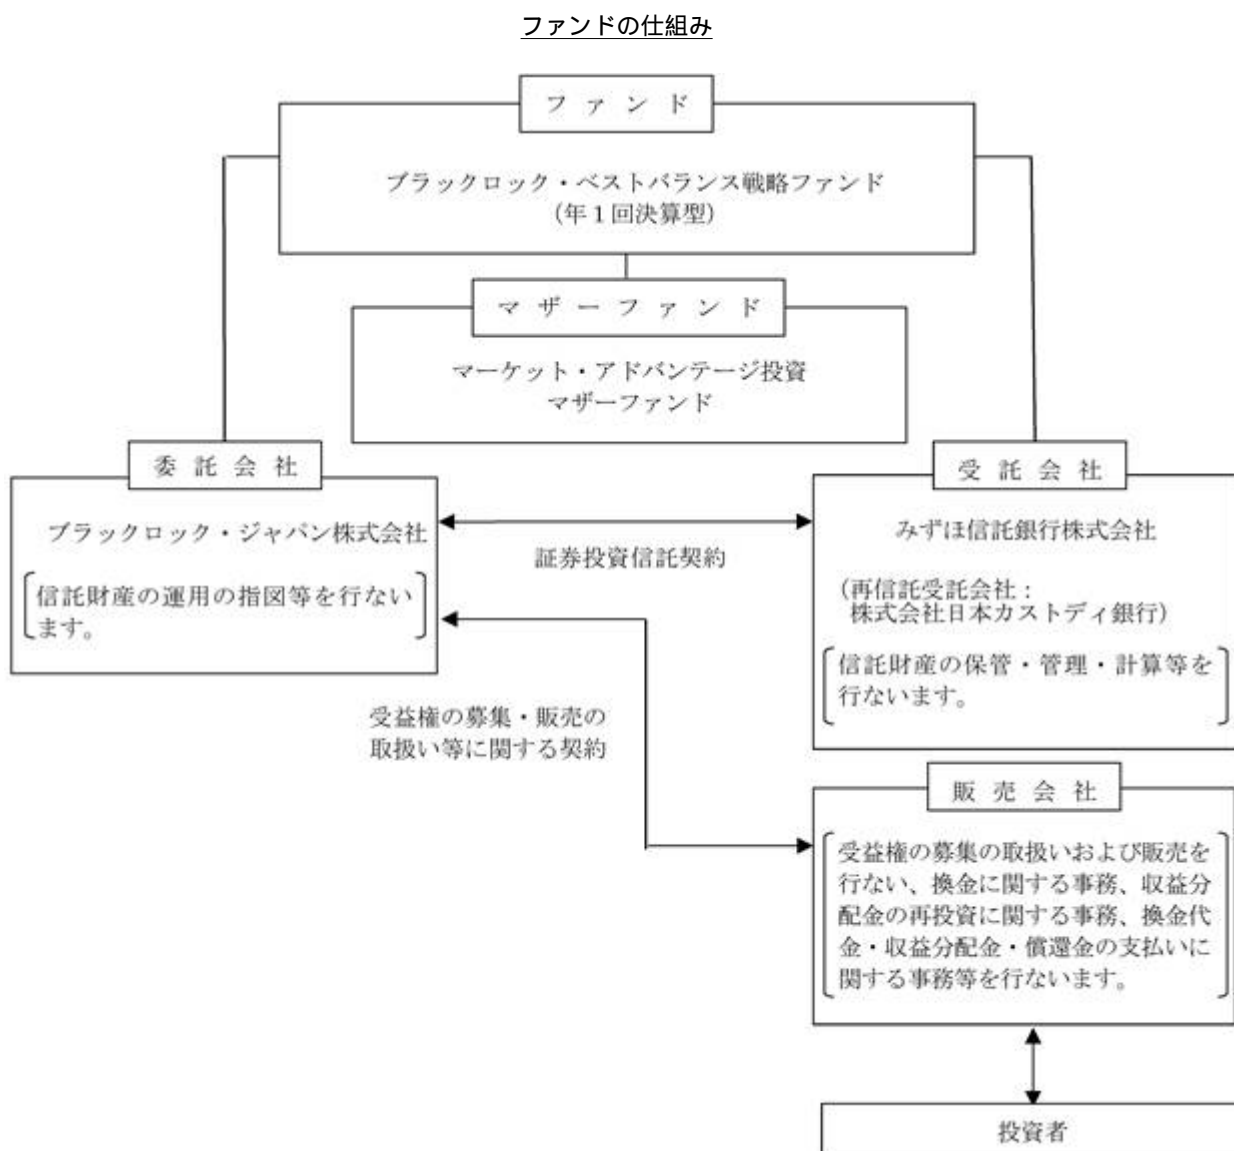 ファンドの仕組み
ファンド
ブラックロック・ベストバランス戦略ファンド
（年１回決算型）
マザーファンド
マーケット・アドバンテージ投資
マザーファンド
委託会社
ブラックロック・ジャパン株式会社
信託財産の運用の指図等を行ない
ます。
証券投資信託契約
受託会社
みずほ信託銀行株式会社
（再信託受託会社：
株式会社日本カストディ銀行）
信託財産の保管・管理・計算等を
行ないます。
受益権の募集・販売の
取扱い等に関する契約
販売会社
受益権の募集の取扱いおよび販売を
行ない、換金に関する事務、収益分
配金の再投資に関する事務、換金代
金・収益分配金・償還金の支払いに
関する事務等を行ないます。
投資者